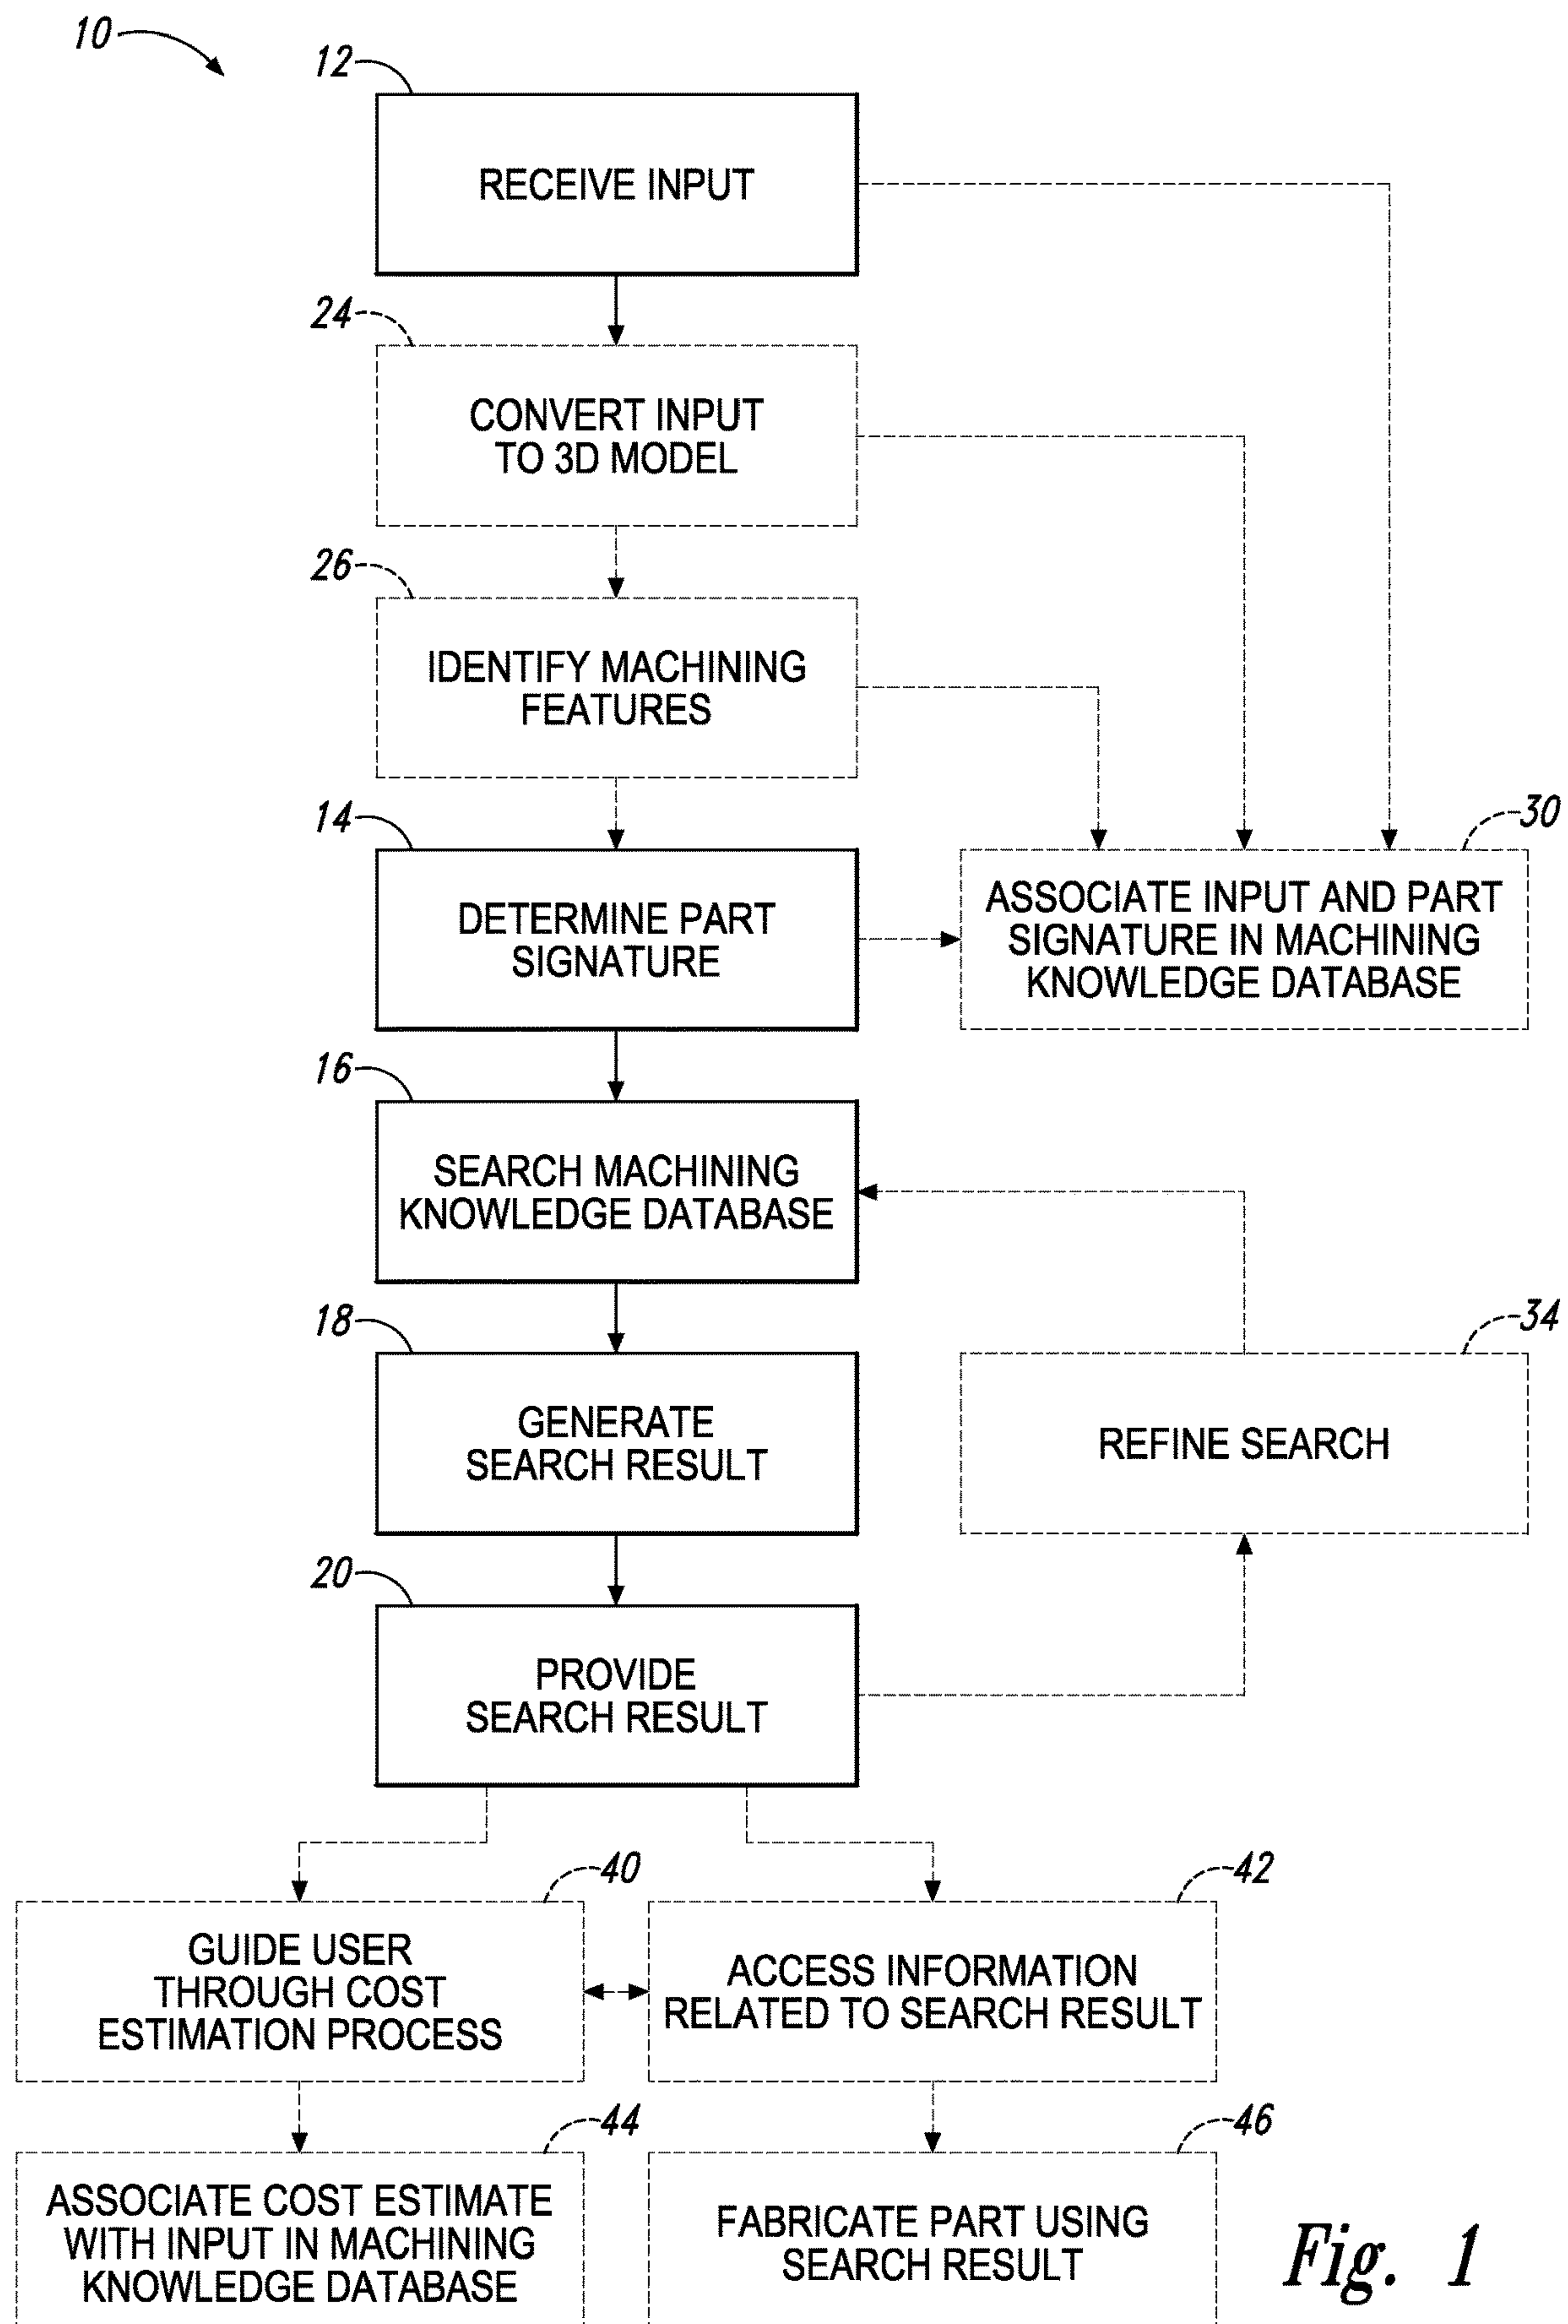 10
12
RECEIVE INPUT
24
CONVERT INPUT
TO 3D MODEL
26
IDENTIFY MACHINING
FEATURES
14
DETERMINE PART
SIGNATURE
30
ASSOCIATE INPUT AND PART
SIGNATURE IN MACHINING
KNOWLEDGE DATABASE
16
SEARCH MACHINING
KNOWLEDGE DATABASE
18
GENERATE
SEARCH RESULT
34
REFINE SEARCH
20
PROVIDE
SEARCH RESULT
40
GUIDE USER
THROUGH COST
ESTIMATION PROCESS
42
ACCESS INFORMATION
RELATED TO SEARCH RESULT
44
ASSOCIATE COST ESTIMATE
WITH INPUT IN MACHINING
KNOWLEDGE DATABASE
46
FABRICATE PART USING
SEARCH RESULT
Fig. 1